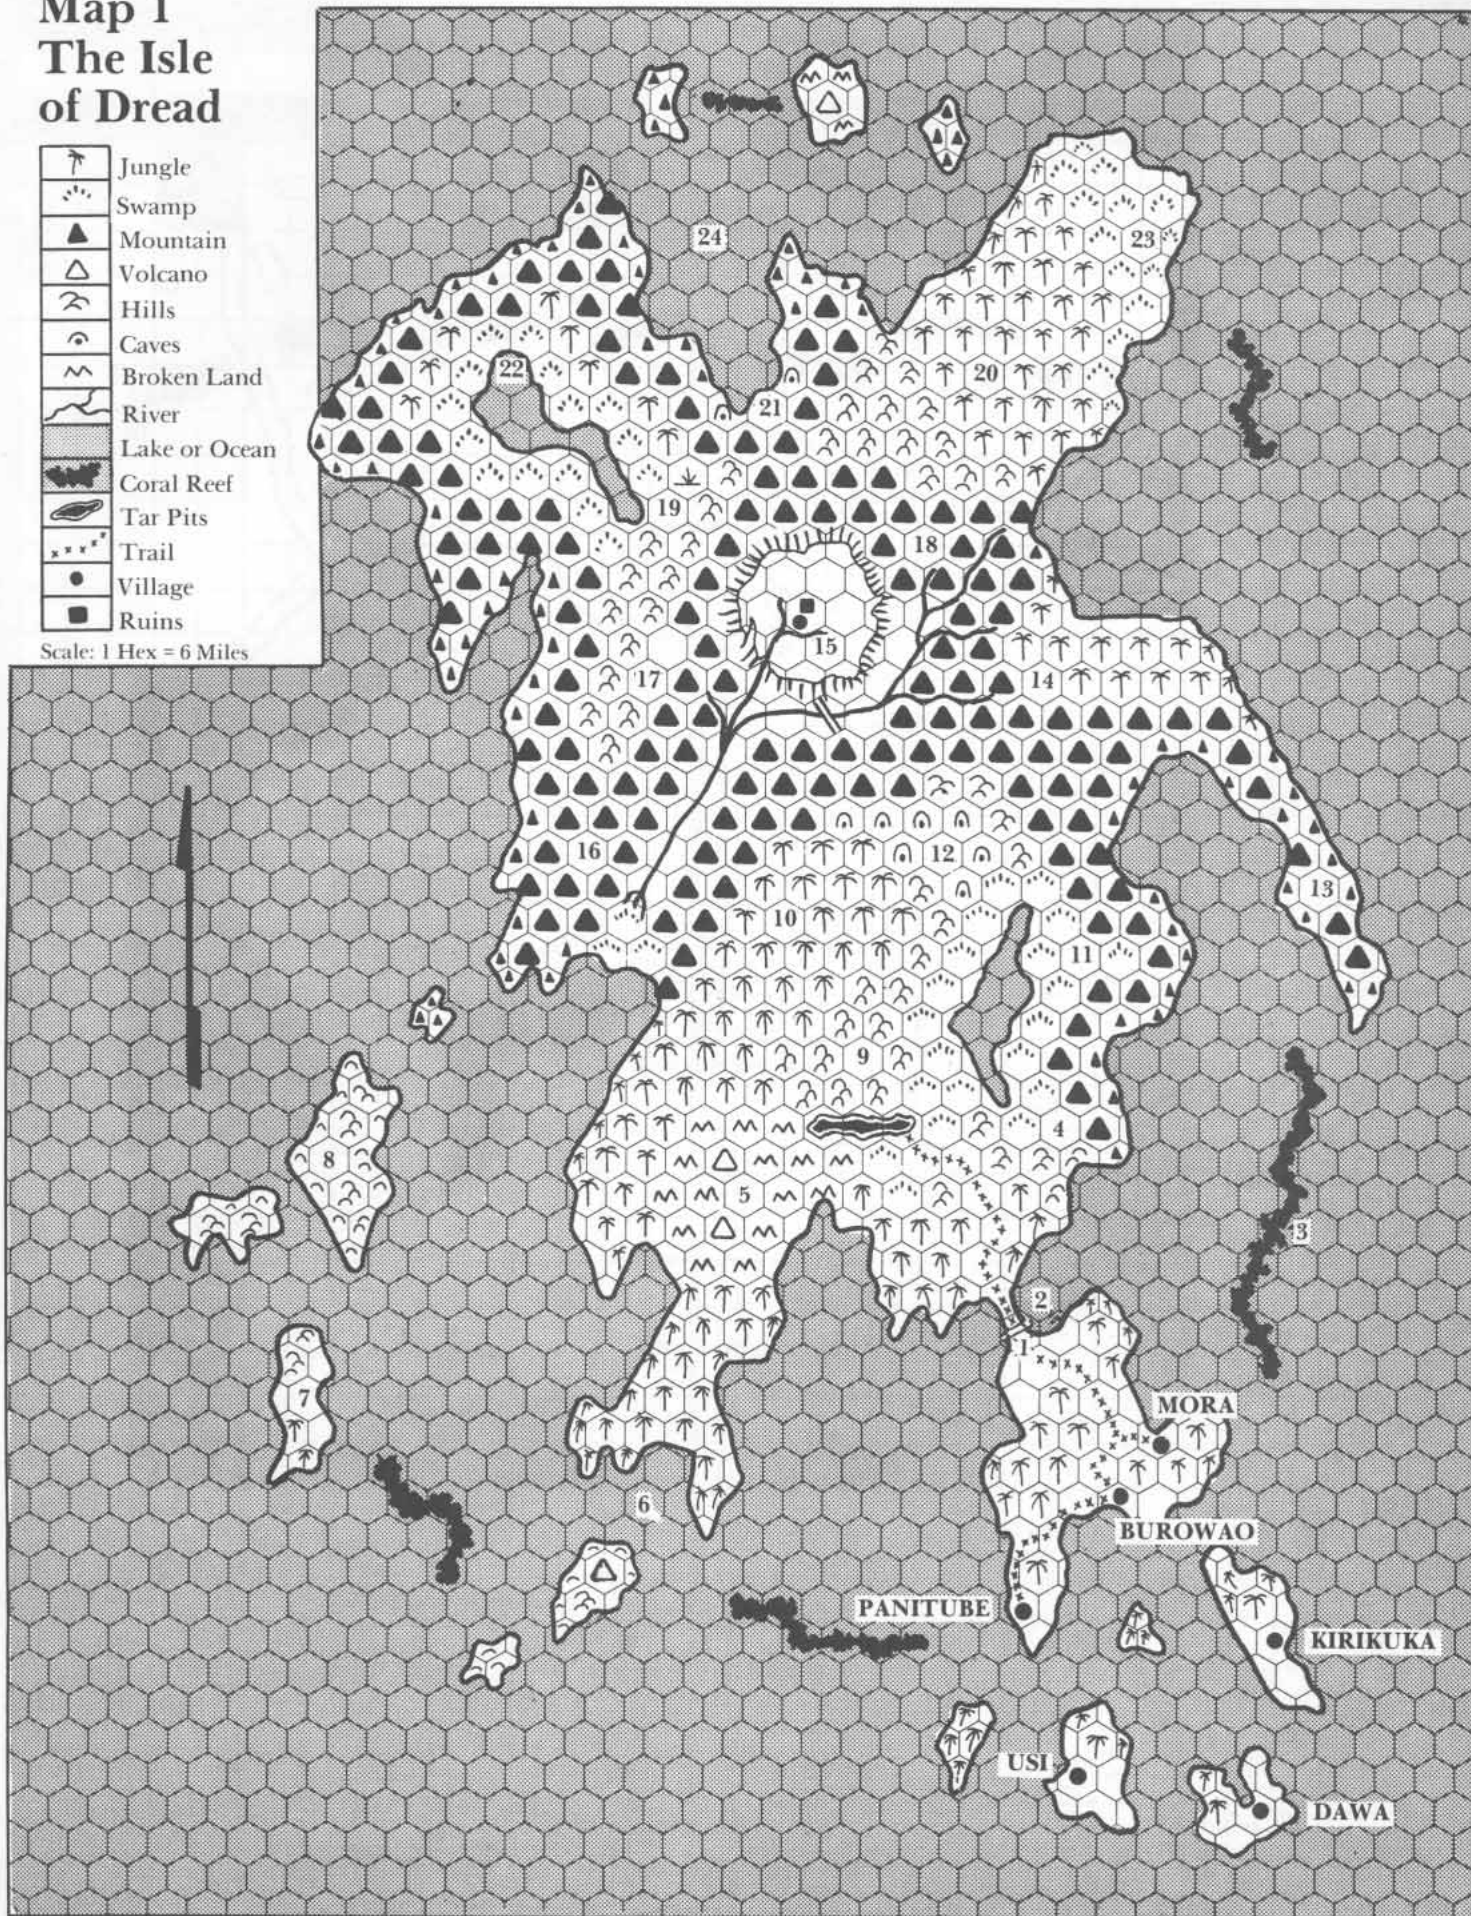 Map 1
The Isle
of Dread
Jungle
Swamp
Mountain
Volcano
Hills
Caves
Broken Land
River
Lake or Ocean
Coral Reef
Tar Pits
Trail
Village
Ruins
Scale: 1 Hex = 6 Miles
24
23
22
20
21
19
18
15
17
14
16
12
13
10
11
9
4
8
5
3
2
1
7
MORA
6
BUROWAO
PANITUBE
KIRIKUKA
USI
DAWA